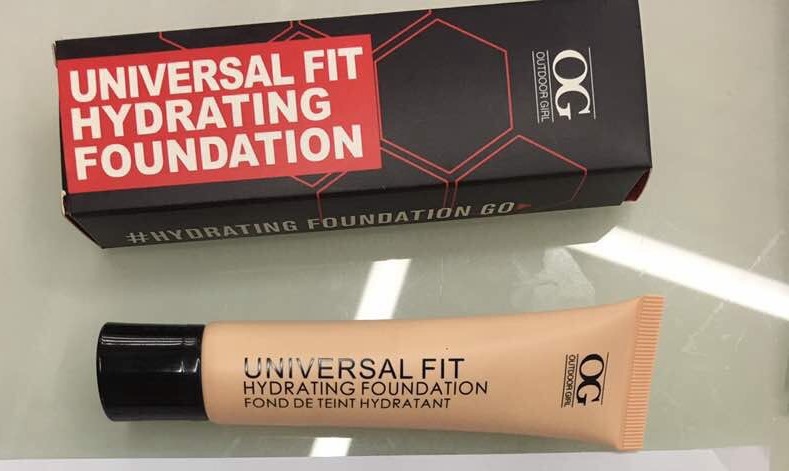 UNIVERSAL FIT
HYDRATING
FOUNDATION
OG
OUTDOOR GIRL
#HYDRATING FOUNDATION GO
UNIVERSAL FIT
HYDRATING FOUNDATION
FOND DE TEINT HYDRATANT
OG
OUTDOOR GIRL